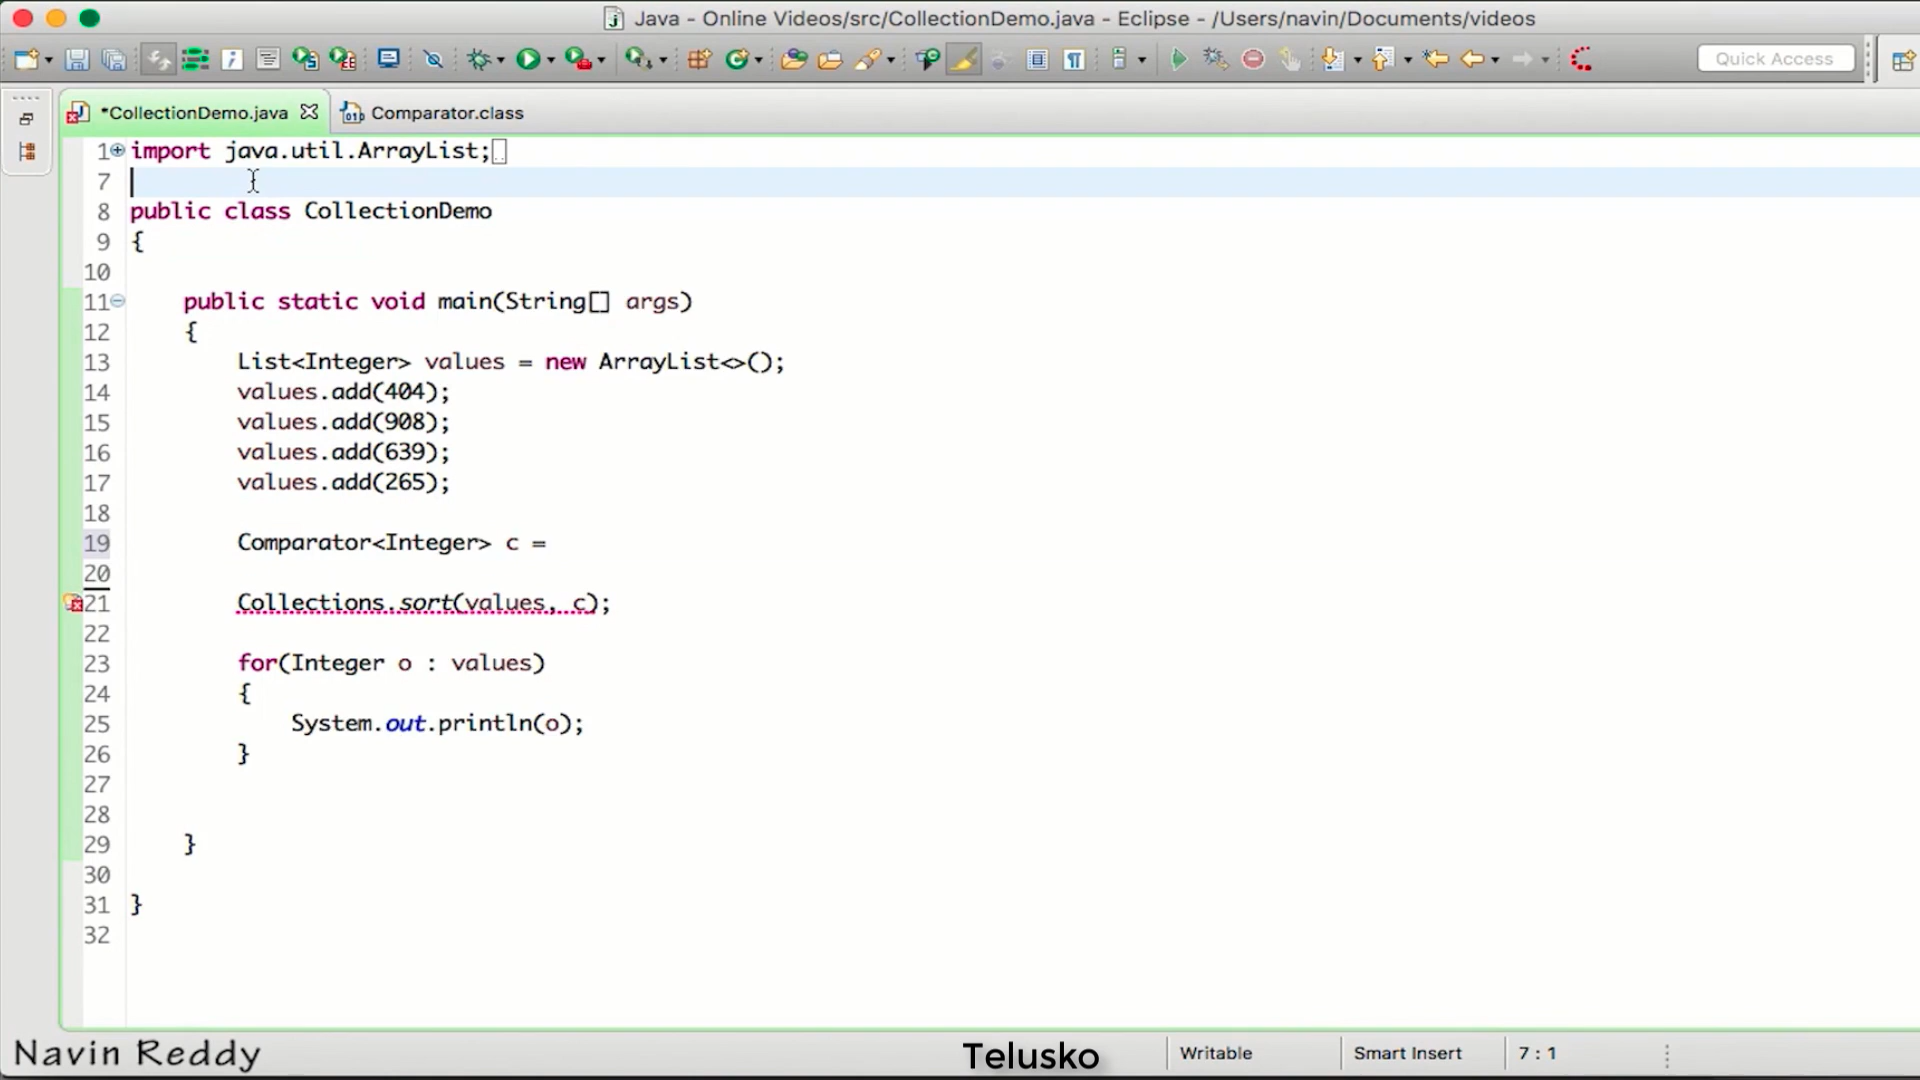 Java - Online Videos/src/CollectionDemo.java - Eclipse - /Users/navin/Documents/videos
Quick Access
*CollectionDemo.java Comparator.class
1 import java.util.ArrayList;
7
8 public class CollectionDemo
9 {
10
11 public static void main(String[] args)
12 {
13 List<Integer> values = new ArrayList<>();
14 values.add(404);
15 values.add(908);
16 values.add(639);
17 values.add(265);
18
19 Comparator<Integer> c =
20
21 Collections.sort(values, c);
22
23 for(Integer o : values)
24 {
25 System.out.println(o);
26 }
27
28
29 }
30
31 }
32
Navin Reddy Telusko Writable Smart Insert 7 : 1